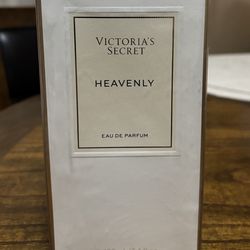 VICTORIA'S
SECRET
HEAVENLY
EAU DE PARFUM